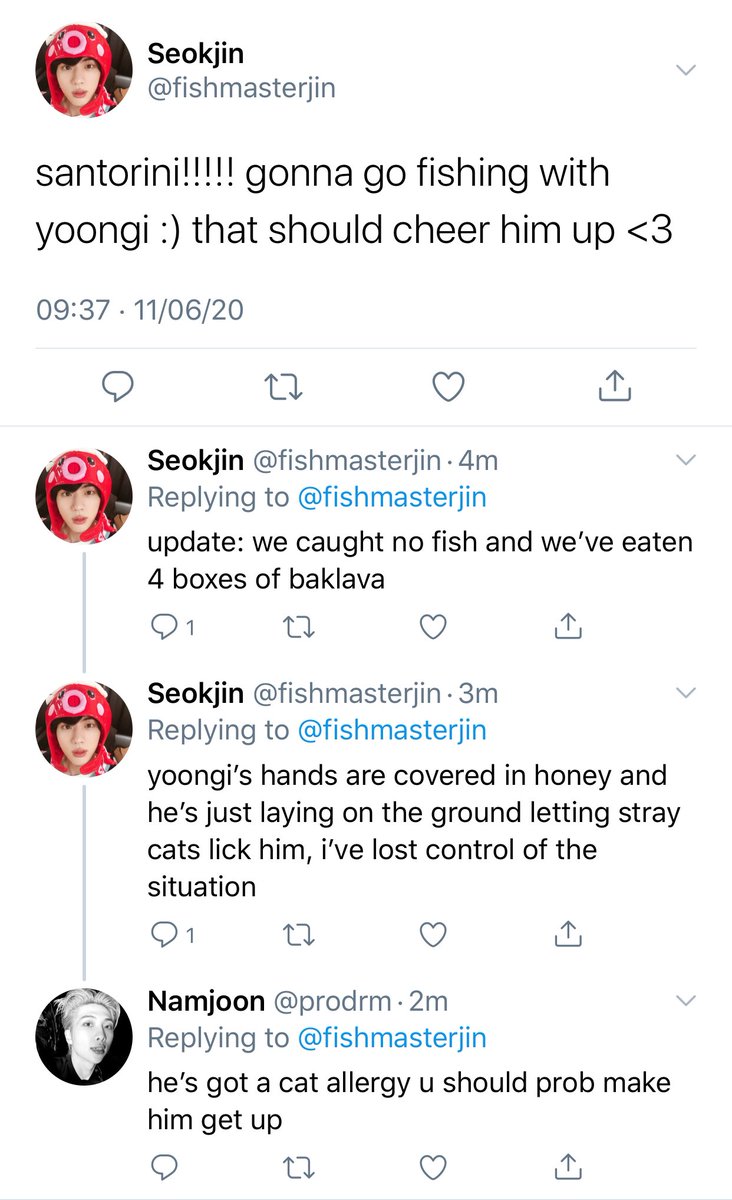 Seokjin
@fishmasterjin
santorini!!!!! gonna go fishing with
yoongi :) that should cheer him up <3
09:37 · 11/06/20
Seokjin @fishmasterjin · 4m
Replying to @fishmasterjin
update: we caught no fish and we’ve eaten
4 boxes of baklava
1
Seokjin @fishmasterjin · 3m
Replying to @fishmasterjin
yoongi’s hands are covered in honey and
he’s just laying on the ground letting stray
cats lick him, i’ve lost control of the
situation
1
Namjoon @prodrm · 2m
Replying to @fishmasterjin
he’s got a cat allergy u should prob make
him get up